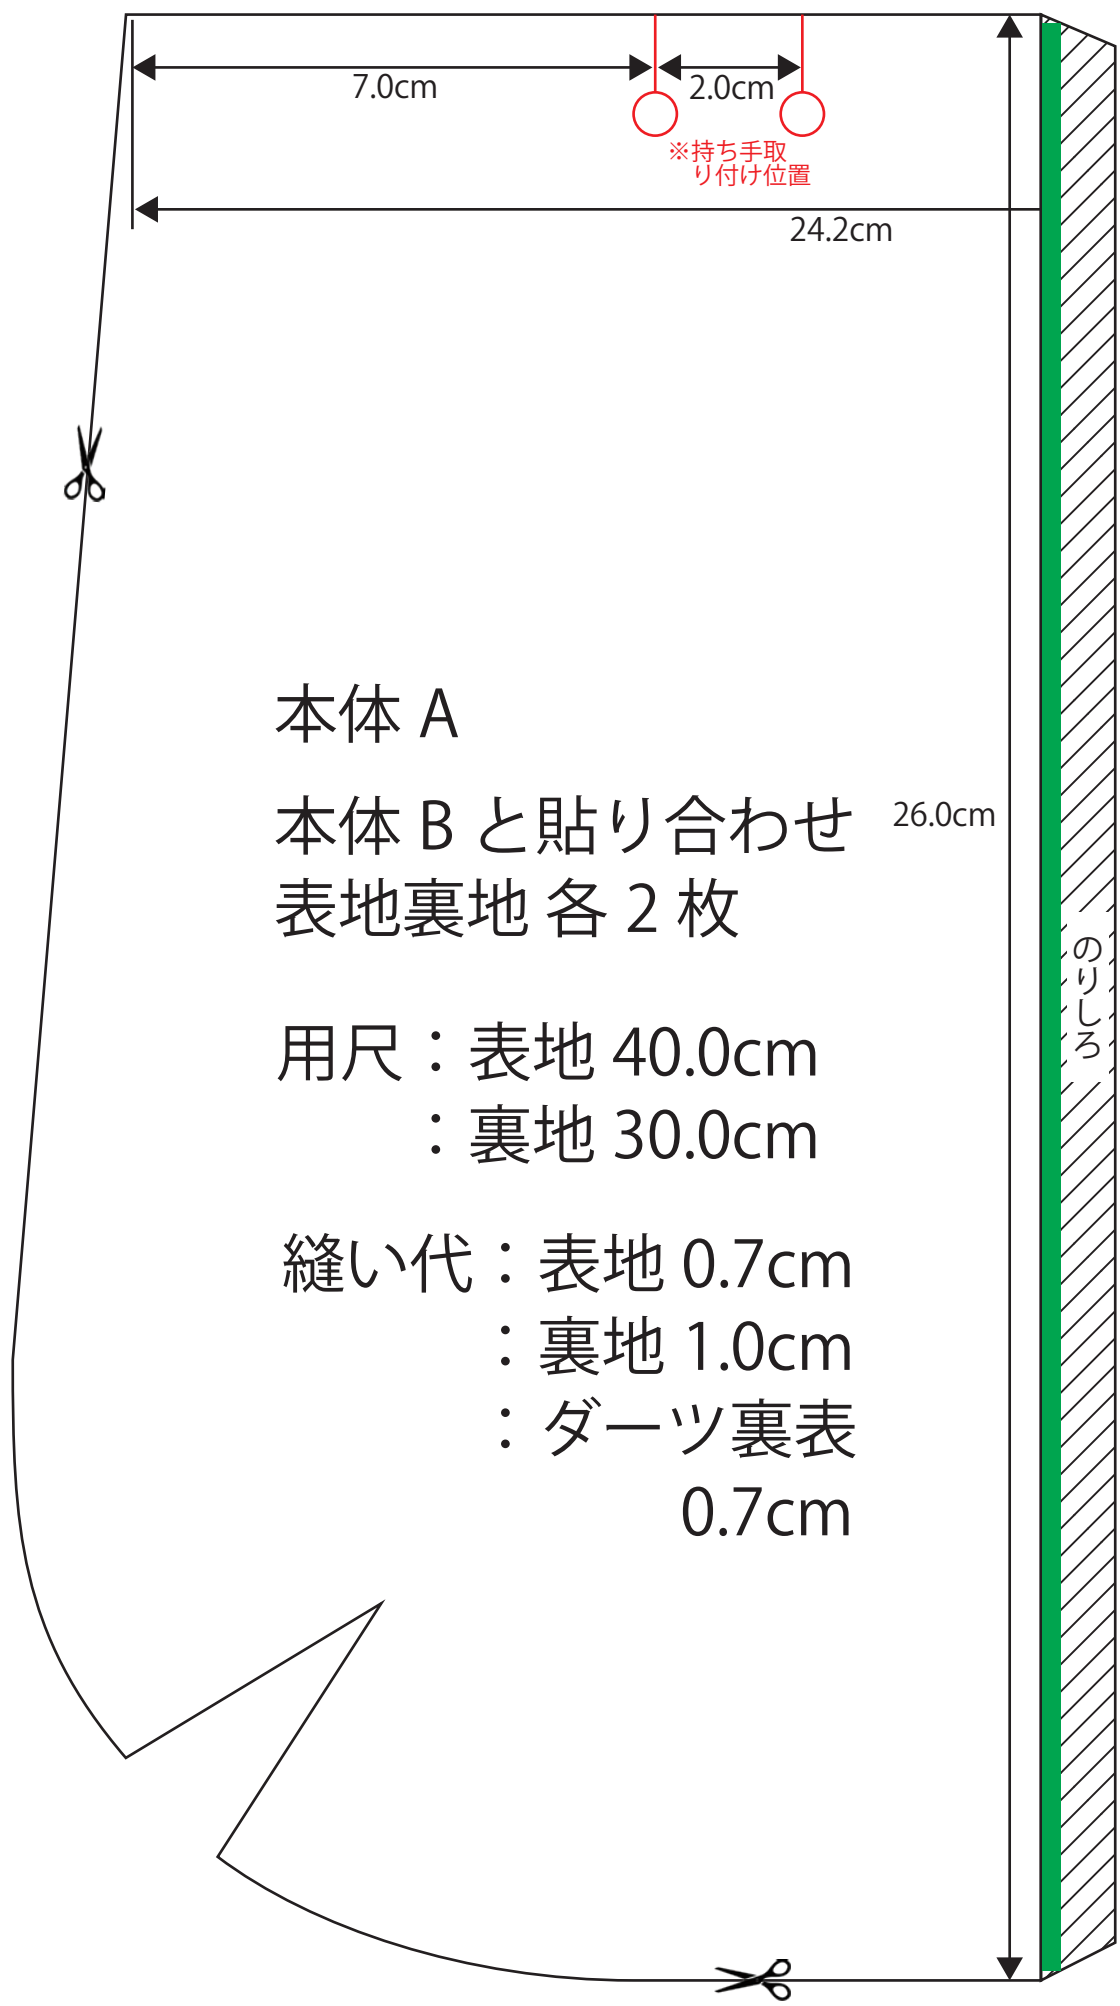 7.0cm
2.0cm
※持ち手取
り付け位置
24.2cm
本体 A
本体 B と貼り合わせ
26.0cm
表地裏地 各 2 枚
のりしろ
用尺：表地 40.0cm
：裏地 30.0cm
縫い代：表地 0.7cm
：裏地 1.0cm
：ダーツ裏表
0.7cm